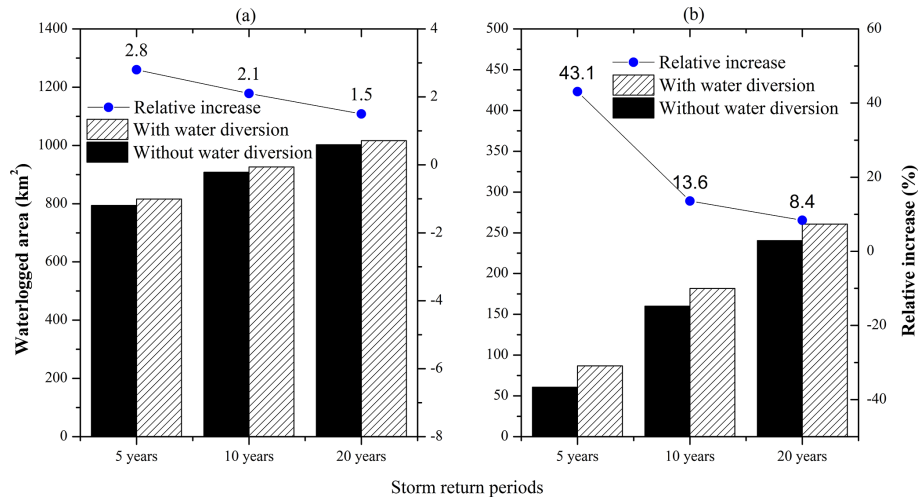 (a)
1400
1200
1000
800
600
400
200
0
Waterlogged area (km²)
2.8
2.1
1.5
Relative increase
With water diversion
Without water diversion
4
2
0
-2
-4
-6
-8
5 years
10 years
20 years
(b)
500
450
400
350
300
250
200
150
100
50
0
43.1
13.6
8.4
Relative increase
With water diversion
Without water diversion
60
40
20
0
-20
-40
Relative increase (%)
5 years
10 years
20 years
Storm return periods